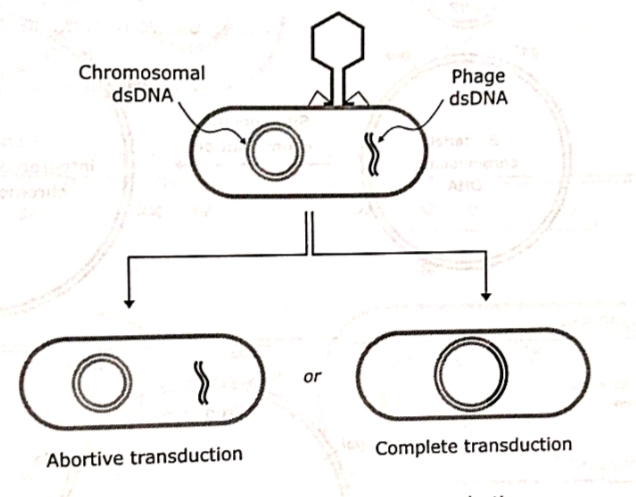 Chromosomal
dsDNA
Phage
dsDNA
or
Abortive transduction
Complete transduction